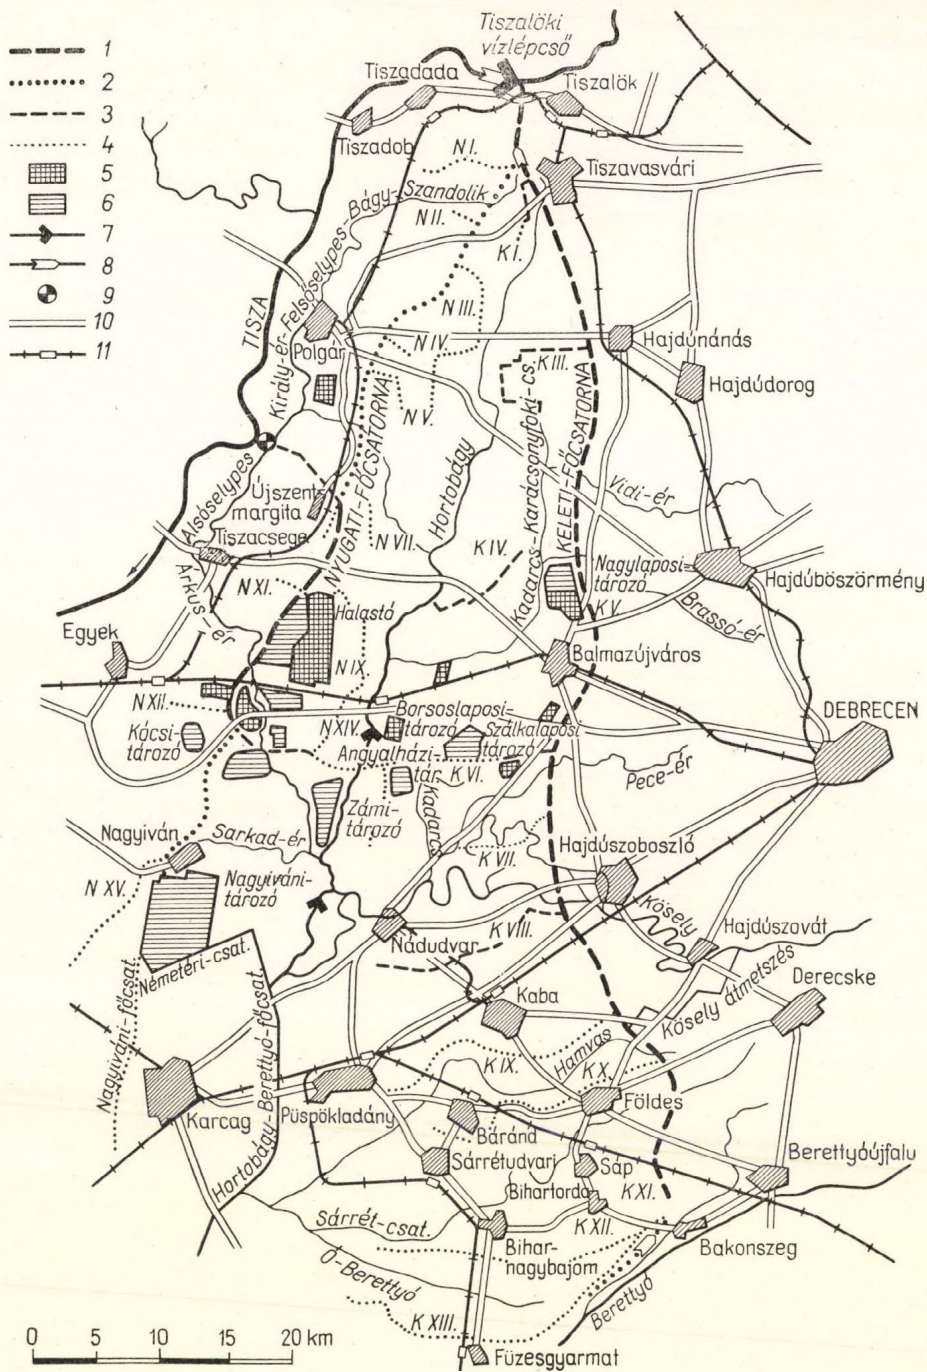 1
2
3
4
5
6
7
8
9
10
11
Tiszalöki
vízlépcső
Tiszadada
Tiszalök
Tiszadob
N I.
Tiszavasvári
Király-ér-Felsőselypes-Bágy-Szandolik
N II.
K I.
TISZA
N III.
N IV.
Polgár
K III.
Hajdúnánás
Hajdúdorog
N V.
NYUGATI-FŐCSATORNA
Hortobágy
Kadarcs-Karácsonyfoki-cs.
KELETI-FŐCSATORNA
Alsóselypes
Újszent-
margita
Tiszacsege
Vidi-ér
N VII.
K IV.
Nagylaposi-
tározó
K V.
Hajdúböszörmény
Brassó-ér
Árkus-ér
N XI.
Halastó
Egyek
N IX.
Balmazújváros
N XII.
DEBRECEN
Kócsi-
tározó
N XIV.
Borsoslaposi-
tározó
Szálkalaposi
tározó
Angyalházi-
tár.
K VI.
Pece-ér
Zámi-
tározó
Kadarcs
Nagyiván
Sarkad-ér
K VII.
Hajdúszoboszló
N XV.
Nagyiváni-
tározó
Kösely
Hajdúszovát
Nádudvar
K VIII.
Németéri-csat.
Nagyiváni-főcsat.
Hortobágy-Berettyó-főcsat.
Kaba
Kösely átmetszés
Derecske
K IX.
Hamvas
K X.
Karcag
Püspökladány
Földes
Báránd
Sárrétudvari
Sáp
Berettyóújfalu
Bihartorda
K XI.
K XII.
Sárrét-csat.
Bihar-
nagybajom
Bakonszeg
Ó-Berettyó
Berettyó
K XIII.
Füzesgyarmat
0 5 10 15 20 km